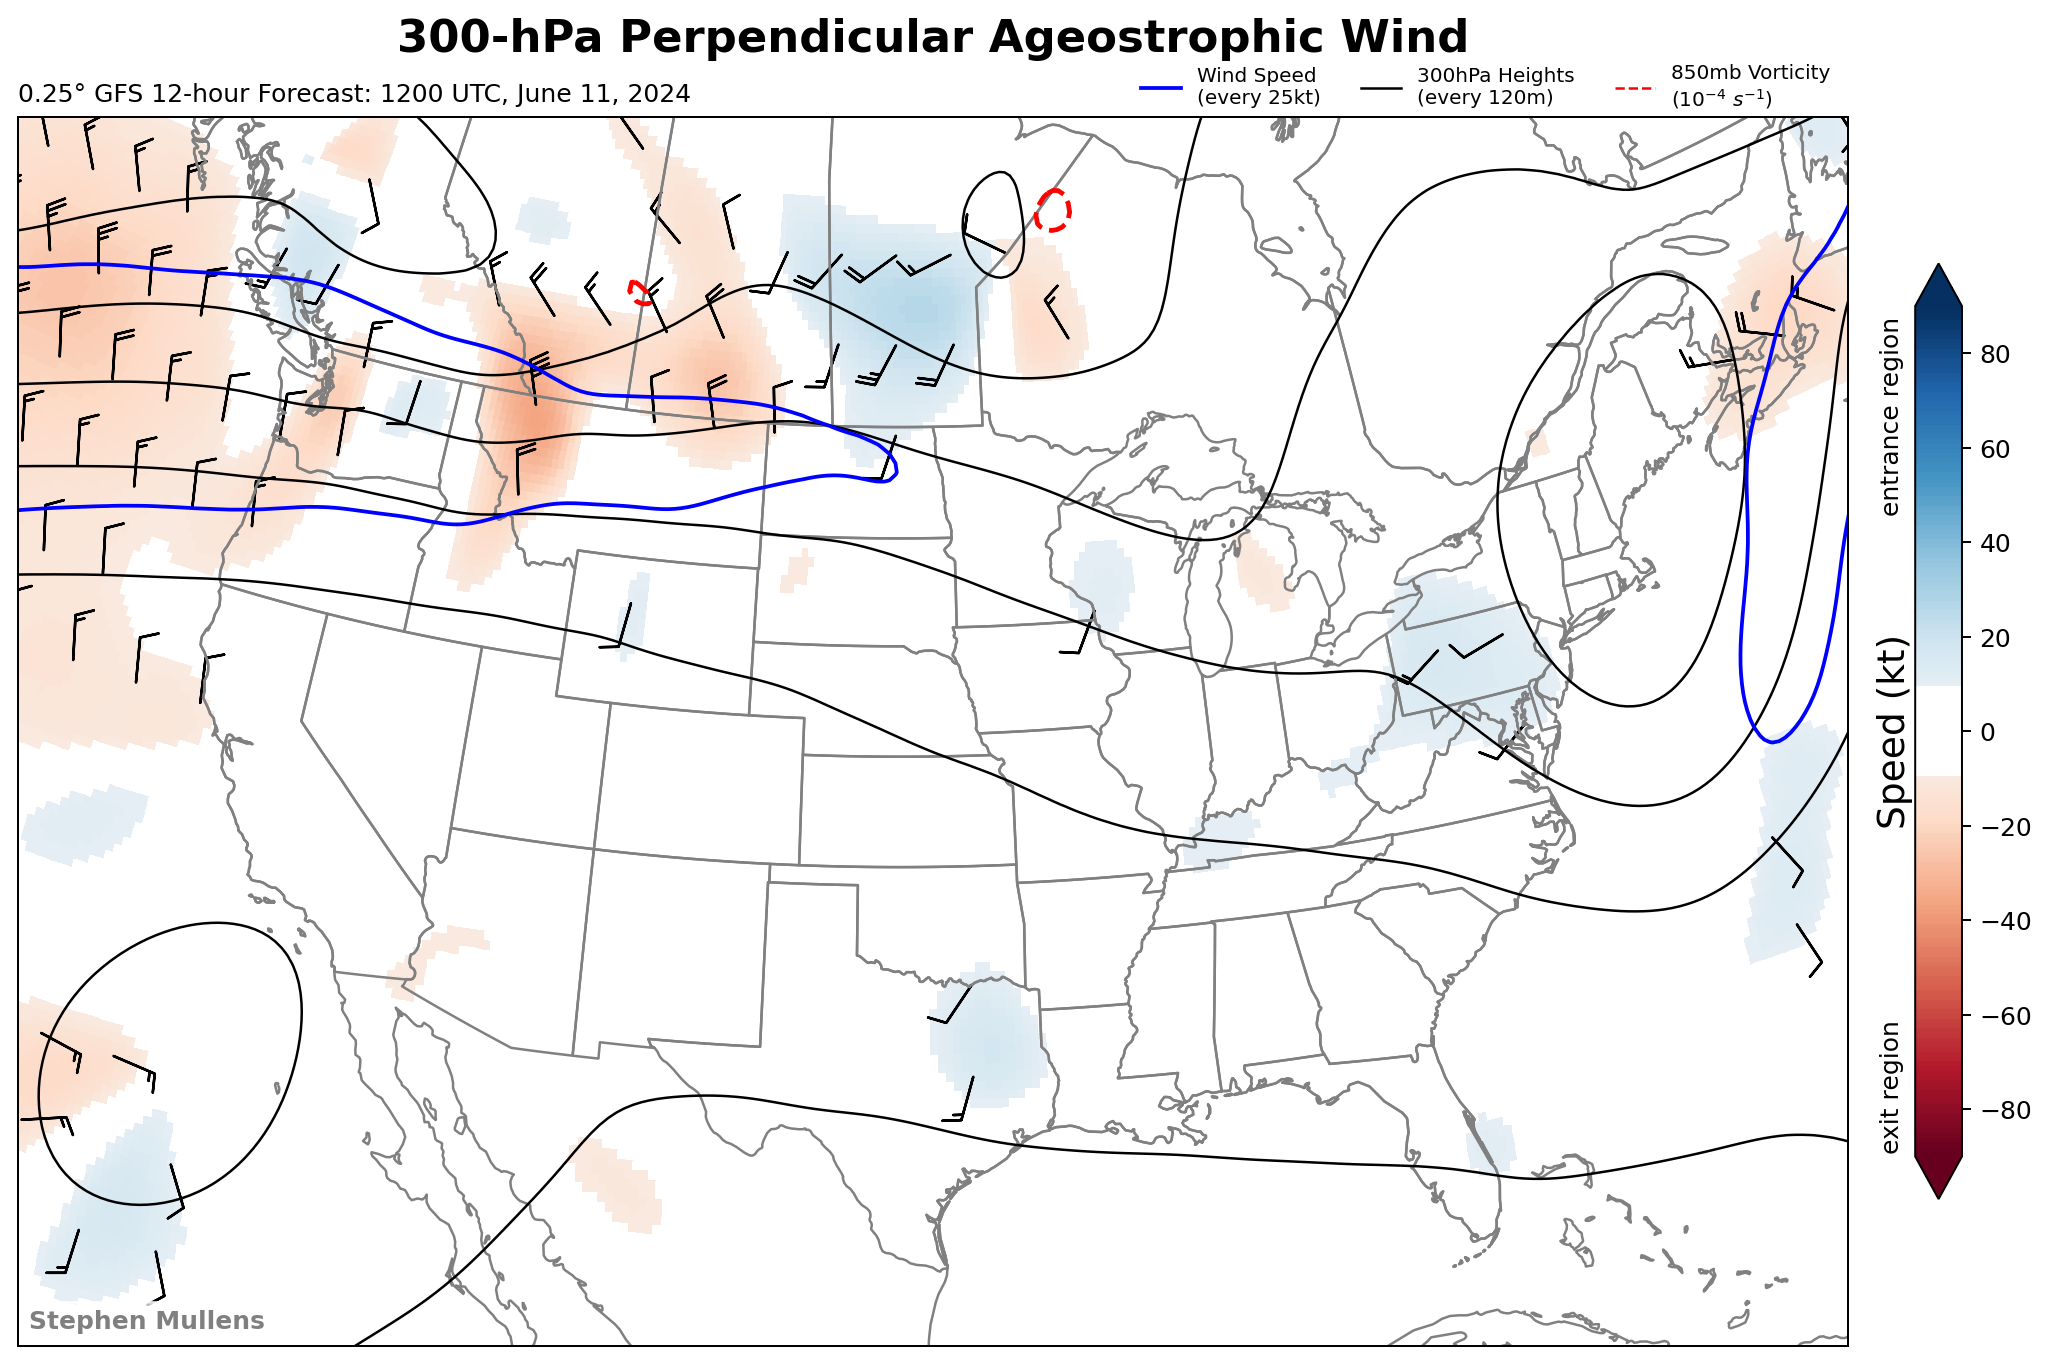 300-hPa Perpendicular Ageostrophic Wind
0.25° GFS 12-hour Forecast: 1200 UTC, June 11, 2024
Wind Speed
(every 25kt)
300hPa Heights
(every 120m)
850mb Vorticity
(10⁻⁴ s⁻¹)
entrance region
Speed (kt)
exit region
80
60
40
20
0
−20
−40
−60
−80
Stephen Mullens